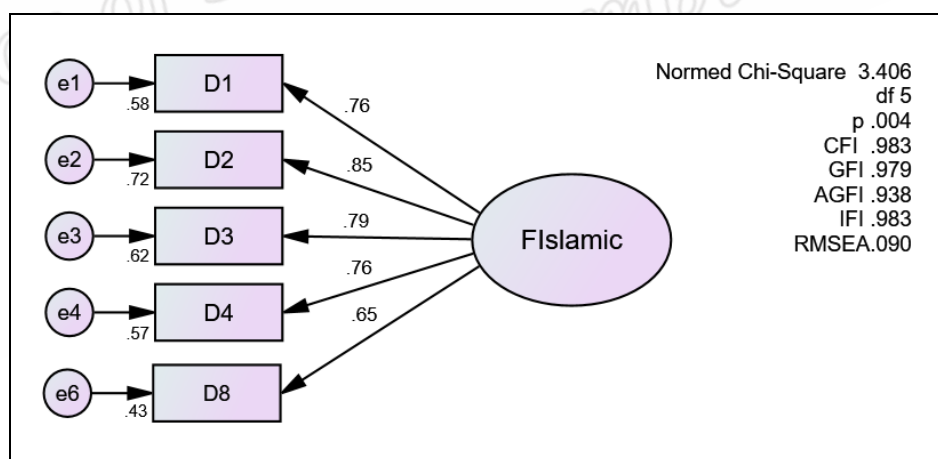 e1
.58
D1
.76
e2
.72
D2
.85
e3
.62
D3
.79
e4
.57
D4
.76
e6
.43
D8
.65
FIslamic
Normed Chi-Square 3.406
df 5
p .004
CFI .983
GFI .979
AGFI .938
IFI .983
RMSEA.090